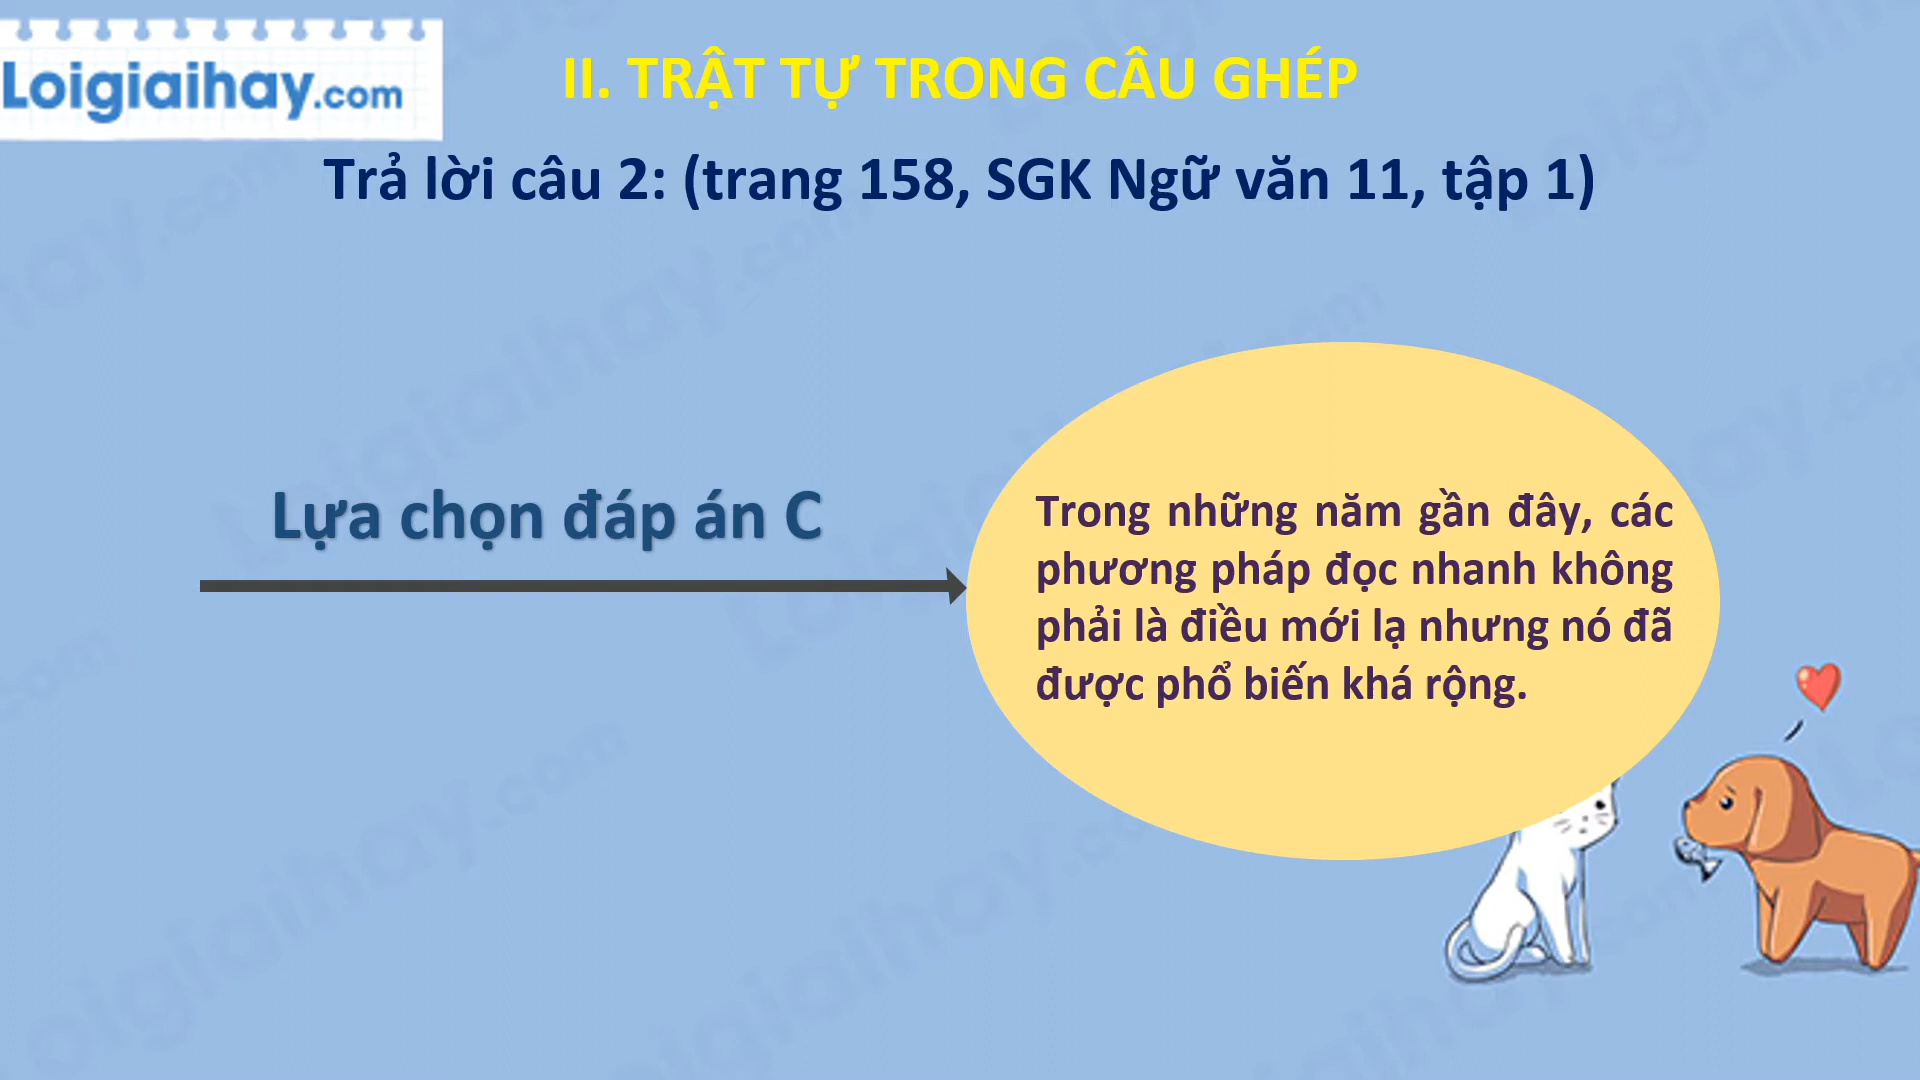 Loigiaihay.com
II. TRẬT TỰ TRONG CÂU GHÉP
Trả lời câu 2: (trang 158, SGK Ngữ văn 11, tập 1)
Lựa chọn đáp án C
Trong những năm gần đây, các
phương pháp đọc nhanh không
phải là điều mới lạ nhưng nó đã
được phổ biến khá rộng.